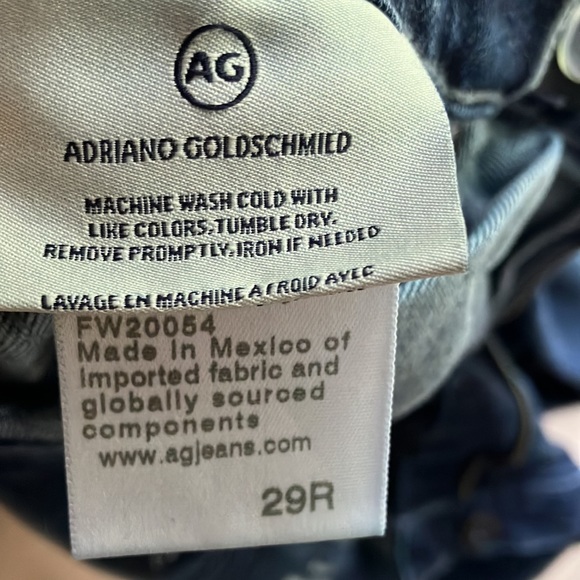 AG
ADRIANO GOLDSCHMIED
MACHINE WASH COLD WITH
LIKE COLORS.TUMBLE DRY.
REMOVE PROMPTLY.IRON IF NEEDED
LAVAGE EN MACHINE A FROID AVEC
FW20054
Made in Mexico of
imported fabric and
globally sourced
components
www.agjeans.com
29R